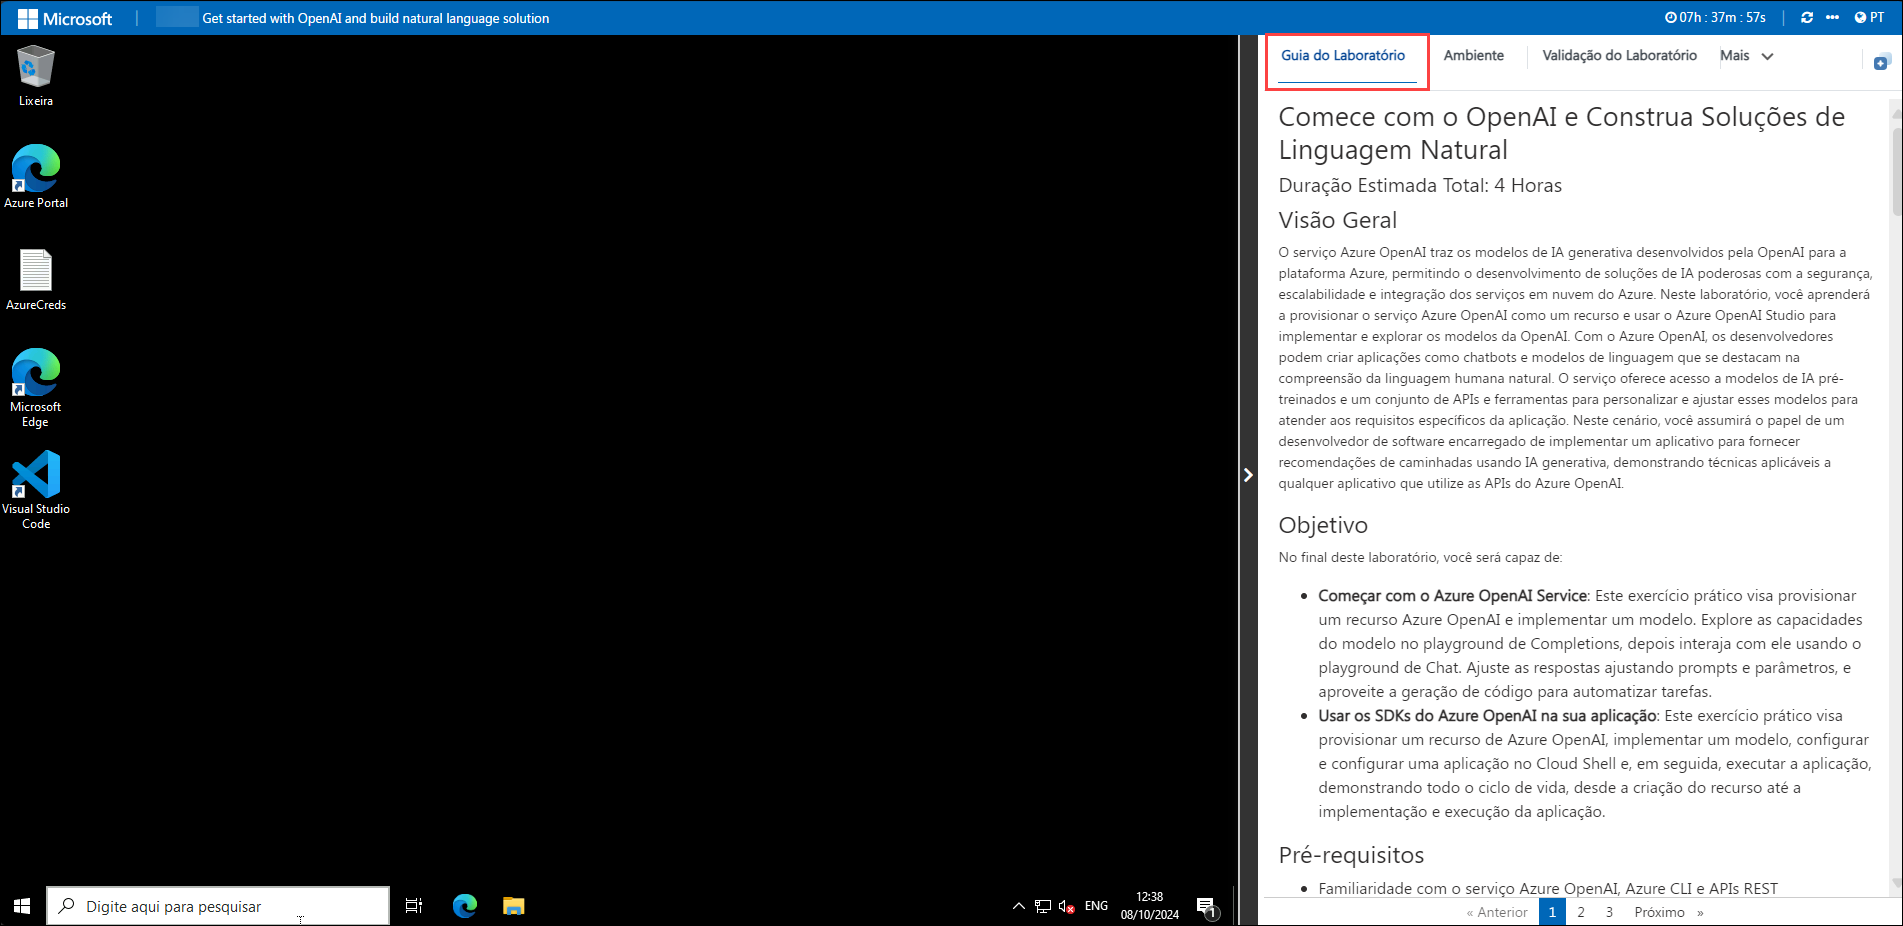 Microsoft
Get started with OpenAI and build natural language solution
07h : 37m : 57s
PT
Lixeira
Azure Portal
AzureCreds
Microsoft
Edge
Visual Studio
Code
Guia do Laboratório
Ambiente
Validação do Laboratório
Mais
Comece com o OpenAI e Construa Soluções de
Linguagem Natural
Duração Estimada Total: 4 Horas
Visão Geral
O serviço Azure OpenAI traz os modelos de IA generativa desenvolvidos pela OpenAI para a
plataforma Azure, permitindo o desenvolvimento de soluções de IA poderosas com a segurança,
escalabilidade e integração dos serviços em nuvem do Azure. Neste laboratório, você aprenderá
a provisionar o serviço Azure OpenAI como um recurso e usar o Azure OpenAI Studio para
implementar e explorar os modelos da OpenAI. Com o Azure OpenAI, os desenvolvedores
podem criar aplicações como chatbots e modelos de linguagem que se destacam na
compreensão da linguagem humana natural. O serviço oferece acesso a modelos de IA pré-
treinados e um conjunto de APIs e ferramentas para personalizar e ajustar esses modelos para
atender aos requisitos específicos da aplicação. Neste cenário, você assumirá o papel de um
desenvolvedor de software encarregado de implementar um aplicativo para fornecer
recomendações de caminhadas usando IA generativa, demonstrando técnicas aplicáveis a
qualquer aplicativo que utilize as APIs do Azure OpenAI.
Objetivo
No final deste laboratório, você será capaz de:
• Começar com o Azure OpenAI Service: Este exercício prático visa provisionar
um recurso Azure OpenAI e implementar um modelo. Explore as capacidades
do modelo no playground de Completions, depois interaja com ele usando o
playground de Chat. Ajuste as respostas ajustando prompts e parâmetros, e
aproveite a geração de código para automatizar tarefas.
• Usar os SDKs do Azure OpenAI na sua aplicação: Este exercício prático visa
provisionar um recurso de Azure OpenAI, implementar um modelo, configurar
e configurar uma aplicação no Cloud Shell e, em seguida, executar a aplicação,
demonstrando todo o ciclo de vida, desde a criação do recurso até a
implementação e execução da aplicação.
Pré-requisitos
• Familiaridade com o serviço Azure OpenAI, Azure CLI e APIs REST
« Anterior 1 2 3 Próximo »
Digite aqui para pesquisar
ENG
12:38
08/10/2024
1